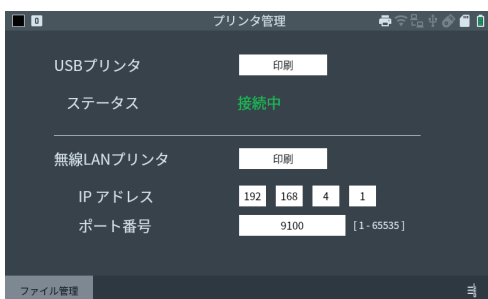 0 プリンタ管理
USBプリンタ 印刷
ステータス 接続中
無線LANプリンタ 印刷
IP アドレス 192 168 4 1
ポート番号 9100 [ 1 - 65535 ]
ファイル管理